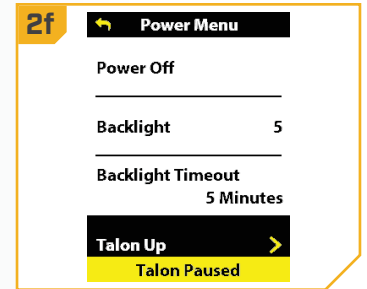 2f
Power Menu
Power Off
Backlight 5
Backlight Timeout
5 Minutes
Talon Up
Talon Paused